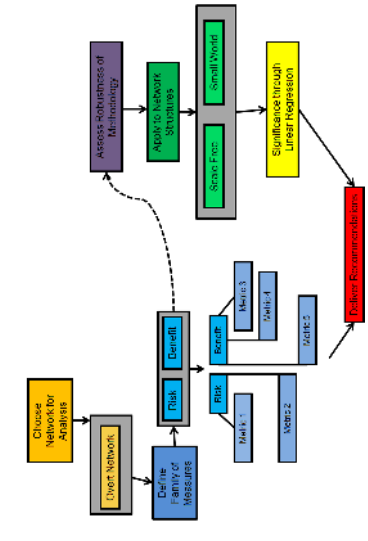 Choose
Network for
Analysis
Overt Network
Define
Family of
Measures
Risk
Benefit
Risk
Metric 1
Metric 2
Benefit
Metric 3
Metric 4
Metric 5
Assess Robustness of
Methodology
Apply to Network
Structures
Scale Free
Small World
Significance through
Linear Regression
Deliver Recommendations